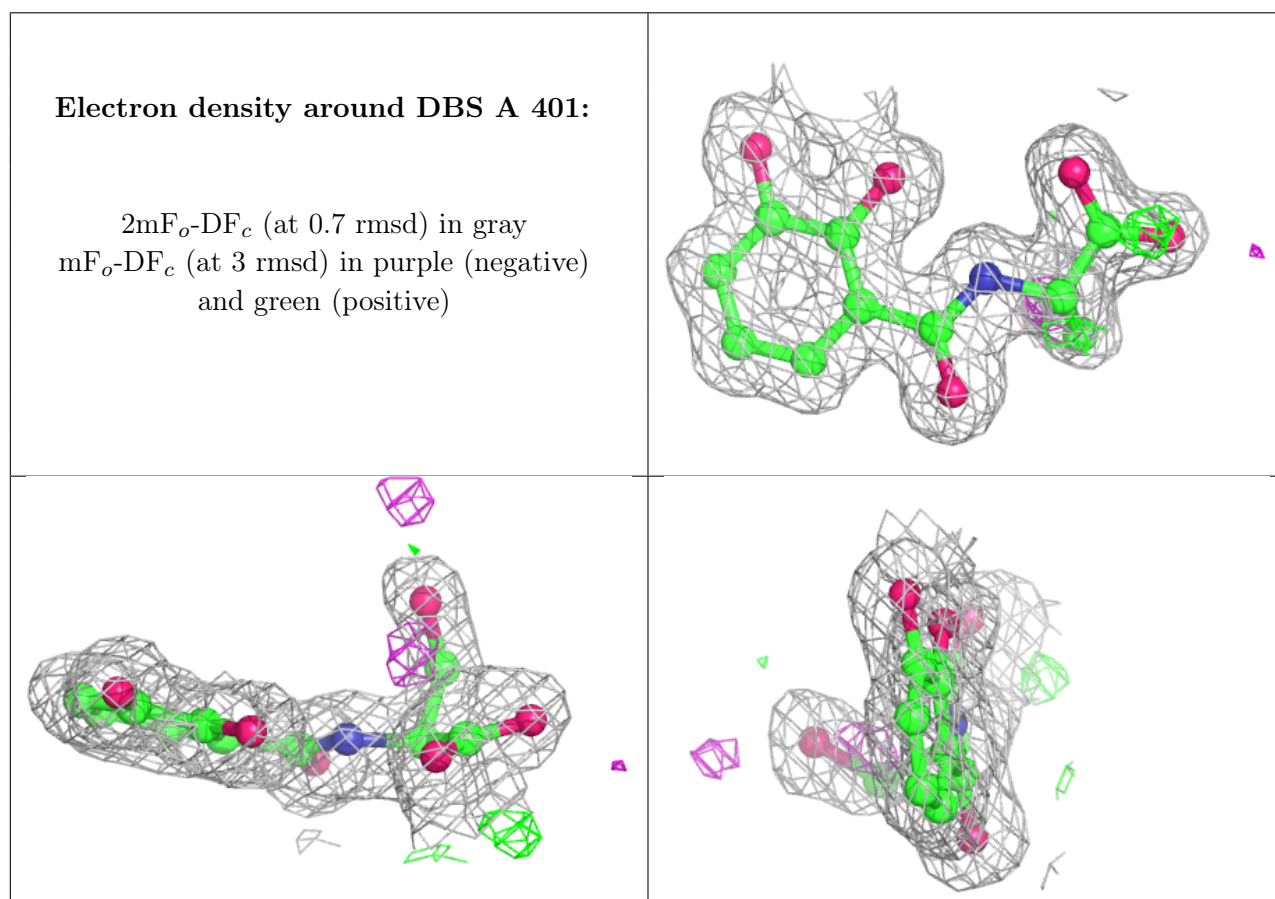 Electron density around DBS A 401:
2mFo-DFc (at 0.7 rmsd) in gray
mFo-DFc (at 3 rmsd) in purple (negative)
and green (positive)